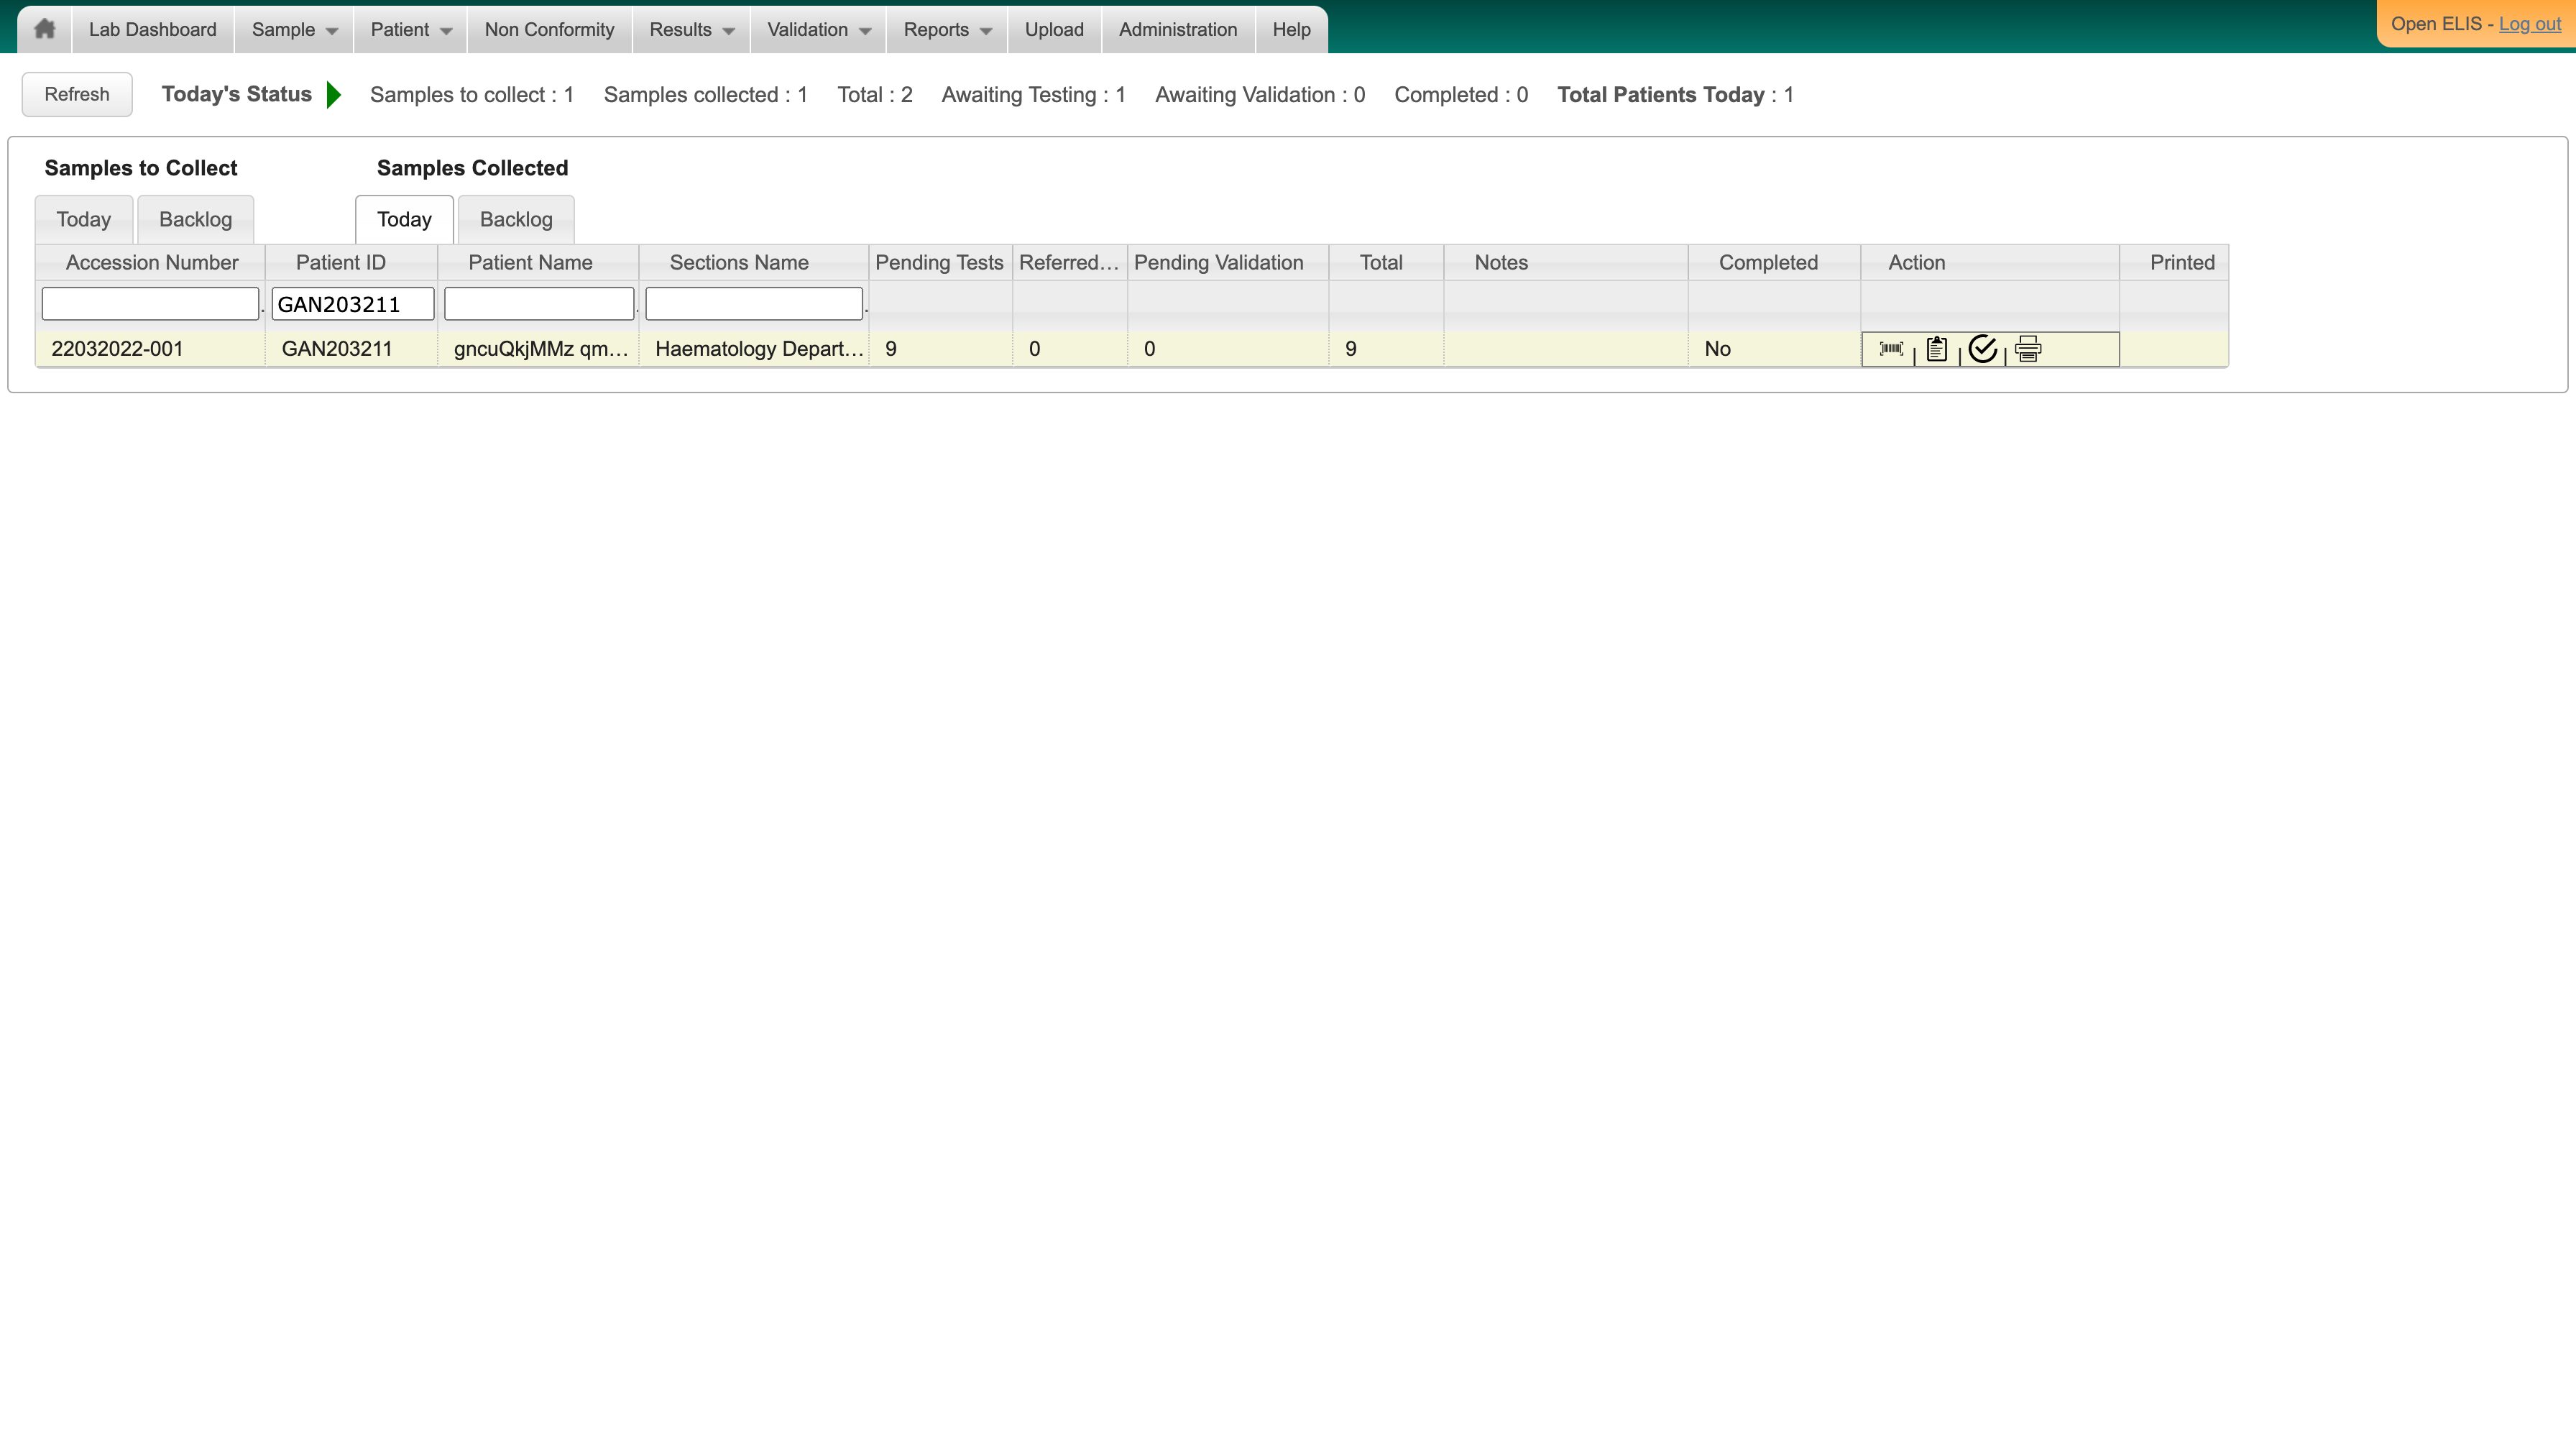 Lab Dashboard Sample Patient Non Conformity Results Validation Reports Upload Administration Help Open ELIS - Log out
Refresh Today's Status Samples to collect : 1 Samples collected : 1 Total : 2 Awaiting Testing : 1 Awaiting Validation : 0 Completed : 0 Total Patients Today : 1
Samples to Collect Samples Collected
Today Backlog Today Backlog
Accession Number Patient ID Patient Name Sections Name Pending Tests Referred... Pending Validation Total Notes Completed Action Printed
GAN203211
22032022-001 GAN203211 gncuQkjMMz qm... Haematology Depart... 9 0 0 9 No | | |